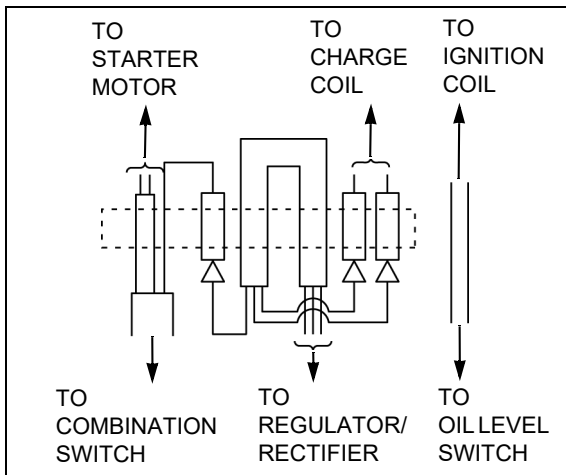 TO
STARTER
MOTOR
TO
CHARGE
COIL
TO
IGNITION
COIL
TO
COMBINATION
SWITCH
TO
REGULATOR/
RECTIFIER
TO
OIL LEVEL
SWITCH